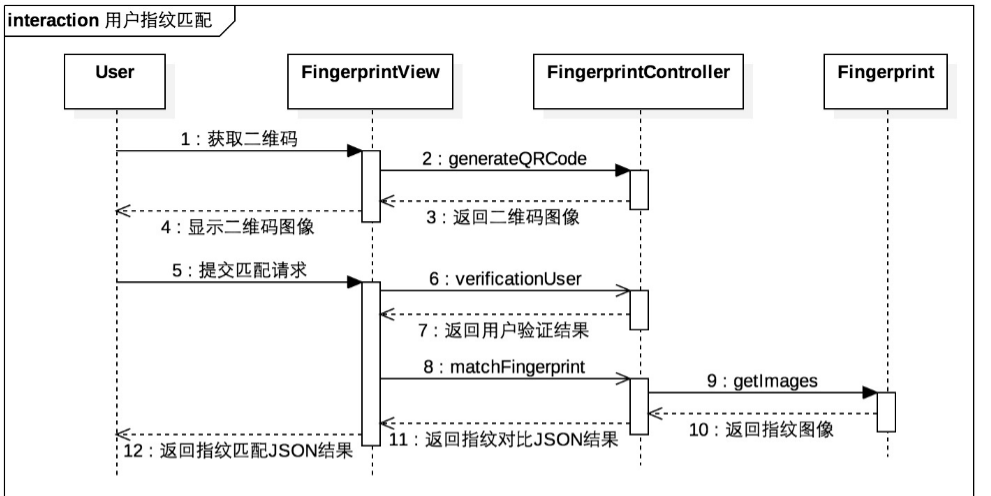 interaction 用户指纹匹配
User
FingerprintView
FingerprintController
Fingerprint
1 : 获取二维码
2 : generateQRCode
3 : 返回二维码图像
4 : 显示二维码图像
5 : 提交匹配请求
6 : verificationUser
7 : 返回用户验证结果
8 : matchFingerprint
9 : getImages
10 : 返回指纹图像
11 : 返回指纹对比JSON结果
12 : 返回指纹匹配JSON结果